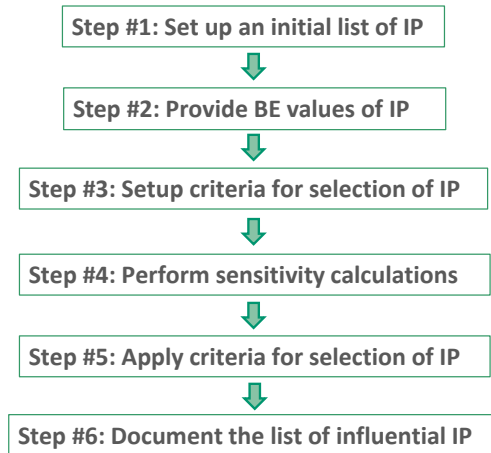 Step #1: Set up an initial list of IP
Step #2: Provide BE values of IP
Step #3: Setup criteria for selection of IP
Step #4: Perform sensitivity calculations
Step #5: Apply criteria for selection of IP
Step #6: Document the list of influential IP